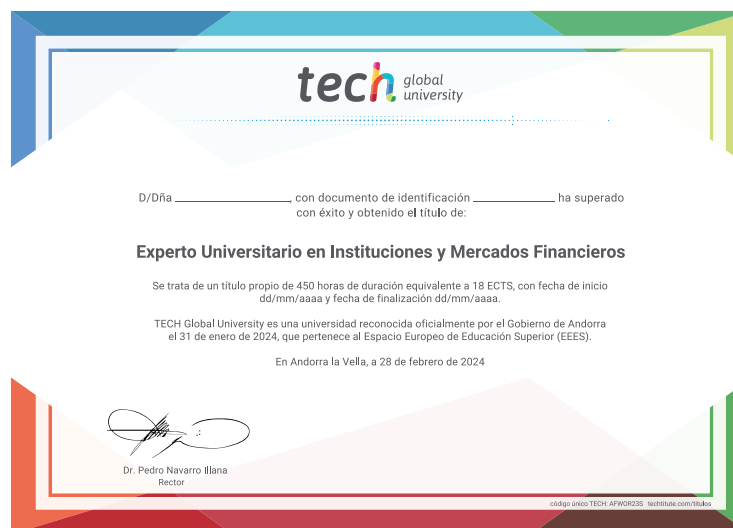 tech global
university
D/Dña ______________, con documento de identificación __________ ha superado
con éxito y obtenido el título de:
Experto Universitario en Instituciones y Mercados Financieros
Se trata de un título propio de 450 horas de duración equivalente a 18 ECTS, con fecha de inicio
dd/mm/aaaa y fecha de finalización dd/mm/aaaa.
TECH Global University es una universidad reconocida oficialmente por el Gobierno de Andorra
el 31 de enero de 2024, que pertenece al Espacio Europeo de Educación Superior (EEES).
En Andorra la Vella, a 28 de febrero de 2024
Dr. Pedro Navarro Illana
Rector
código único TECH: AFWOR23S techtitute.com/titulos